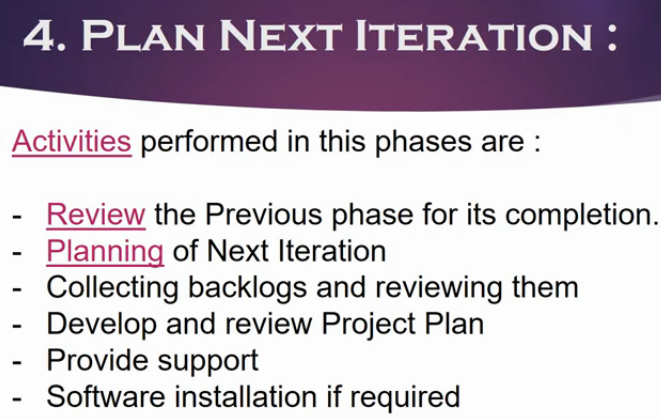 4. PLAN NEXT ITERATION :
Activities performed in this phases are :
- Review the Previous phase for its completion.
- Planning of Next Iteration
- Collecting backlogs and reviewing them
- Develop and review Project Plan
- Provide support
- Software installation if required